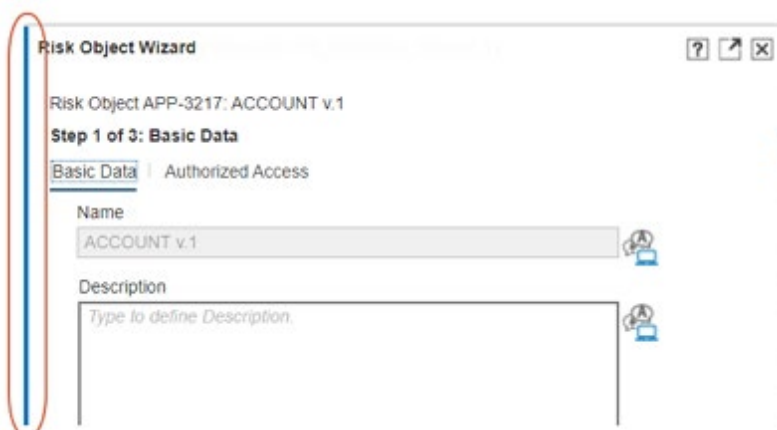 Risk Object Wizard
?
Risk Object APP-3217: ACCOUNT v.1
Step 1 of 3: Basic Data
Basic Data | Authorized Access
Name
ACCOUNT v.1
Description
Type to define Description.